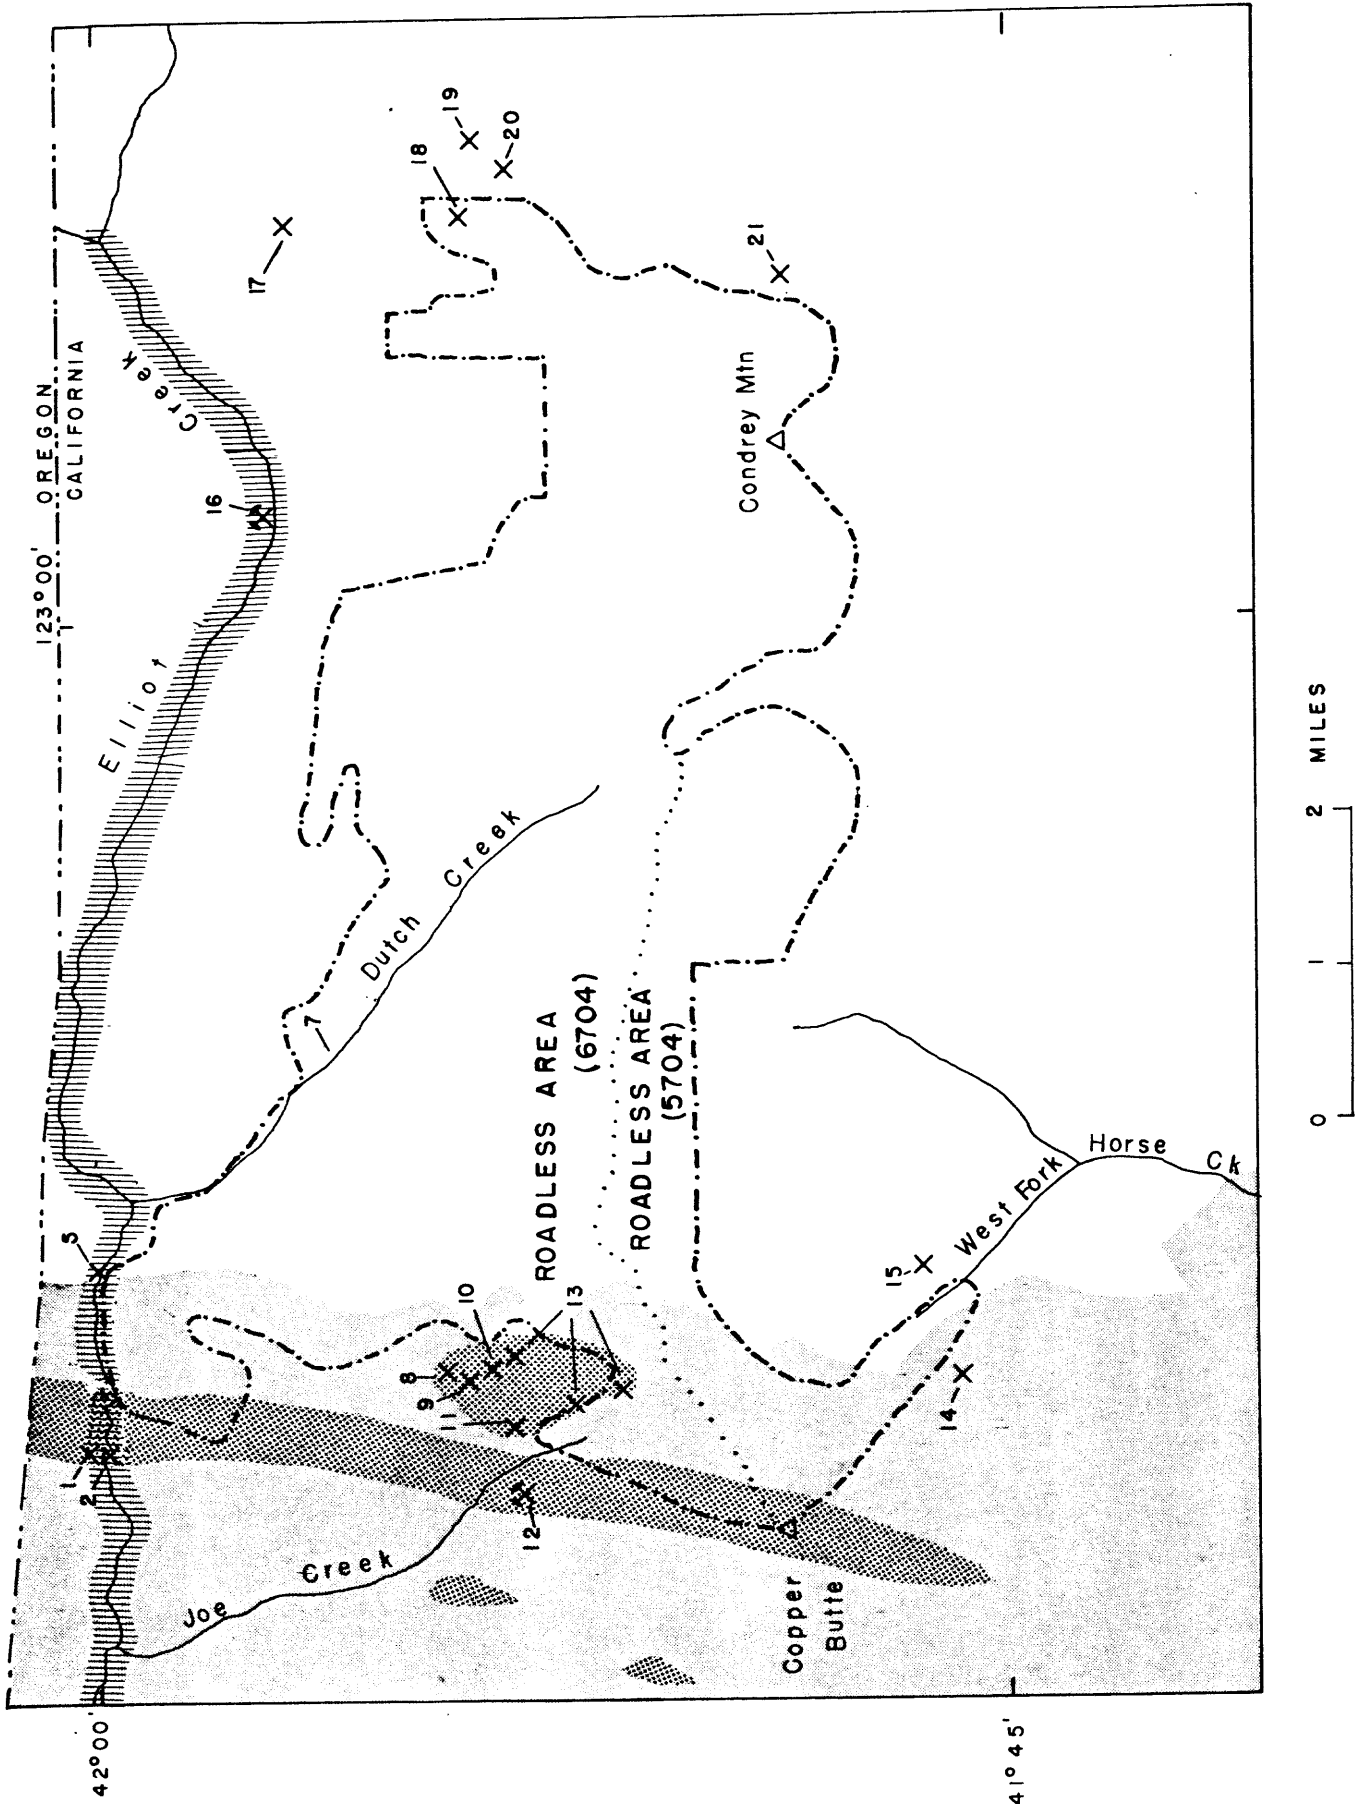 123°00'
OREGON
CALIFORNIA
Elliot
Creek
42°00'
1
2
5
7
8
9
10
11
12
13
14
15
16
17
18
19
20
21
Dutch
Creek
Joe
Creek
ROADLESS AREA
(6704)
ROADLESS AREA
(5704)
Condrey Mtn
Copper
Butte
West Fork
Horse
Ck
41°45'
0
1
2
MILES